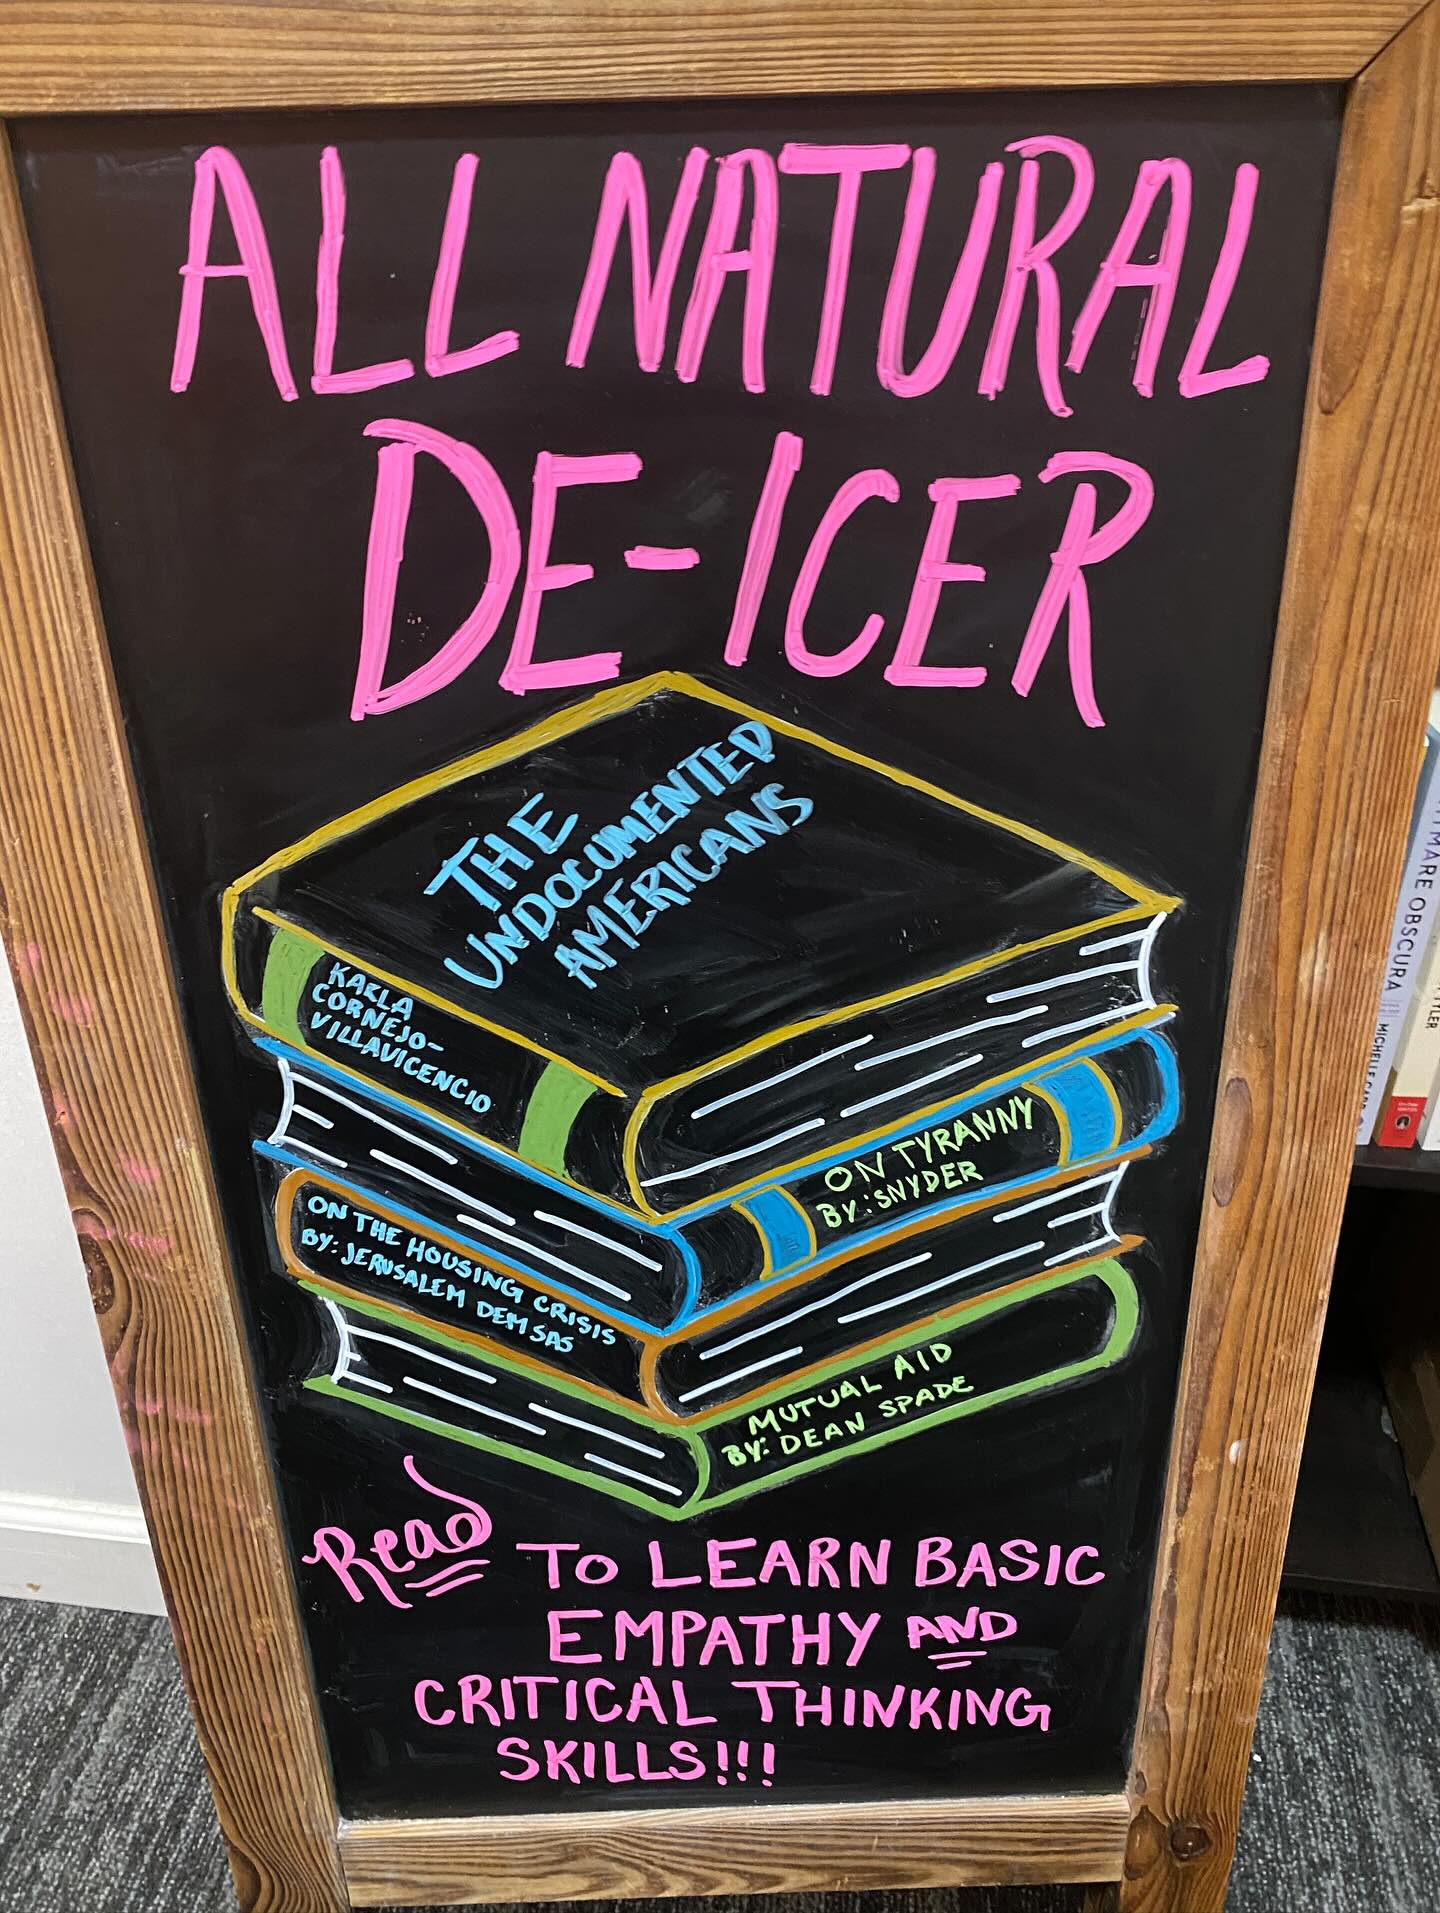 ALL NATURAL
DE-ICER
THE
UNDOCUMENTED
AMERICANS
KARLA
CORNEJO-
VILLAVICENCIO
ON TYRANNY
BY: SNYDER
ON THE HOUSING CRISIS
BY: JERUSALEM DEMSAS
MUTUAL AID
BY: DEAN SPADE
Read TO LEARN BASIC
EMPATHY AND
CRITICAL THINKING
SKILLS!!!
MARE OBSCURA
TYLER